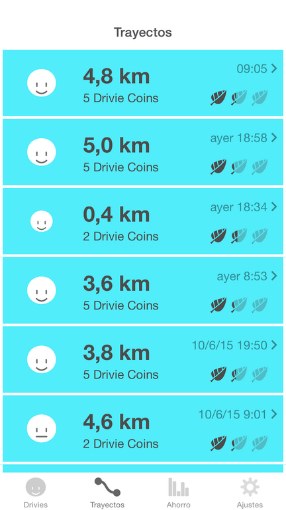 Trayectos
4,8 km
09:05
5 Drivie Coins
5,0 km
ayer 18:58
5 Drivie Coins
0,4 km
ayer 18:34
2 Drivie Coins
3,6 km
ayer 8:53
5 Drivie Coins
3,8 km
10/6/15 19:50
5 Drivie Coins
4,6 km
10/6/15 9:01
2 Drivie Coins
Drivies
Trayectos
Ahorro
Ajustes